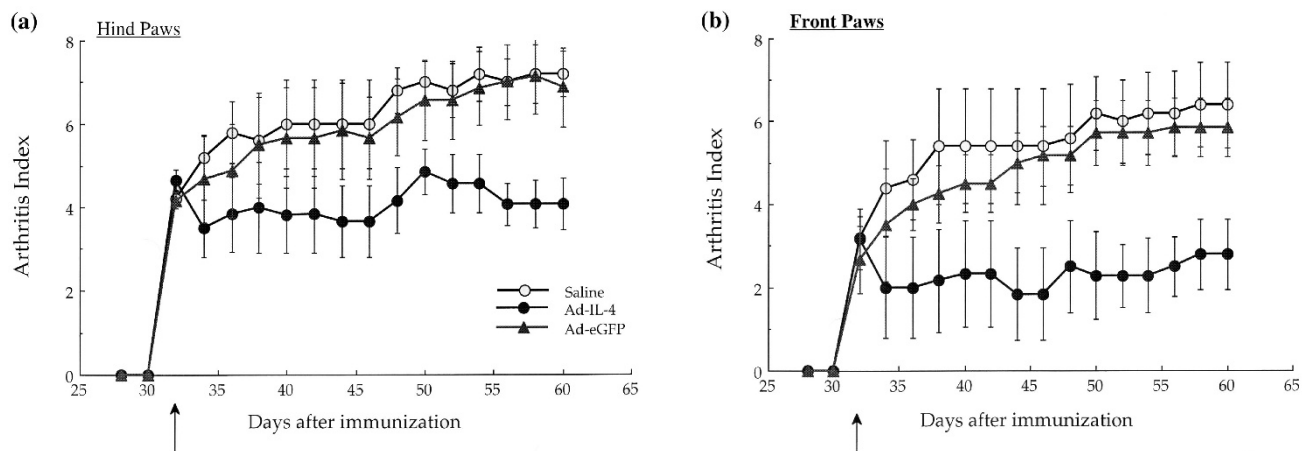 (a) Hind Paws
8
6
4
2
0
Arthritis Index
Saline
Ad-IL-4
Ad-eGFP
25 30 35 40 45 50 55 60 65
Days after immunization
(b) Front Paws
8
6
4
2
0
Arthritis Index
25 30 35 40 45 50 55 60 65
Days after immunization